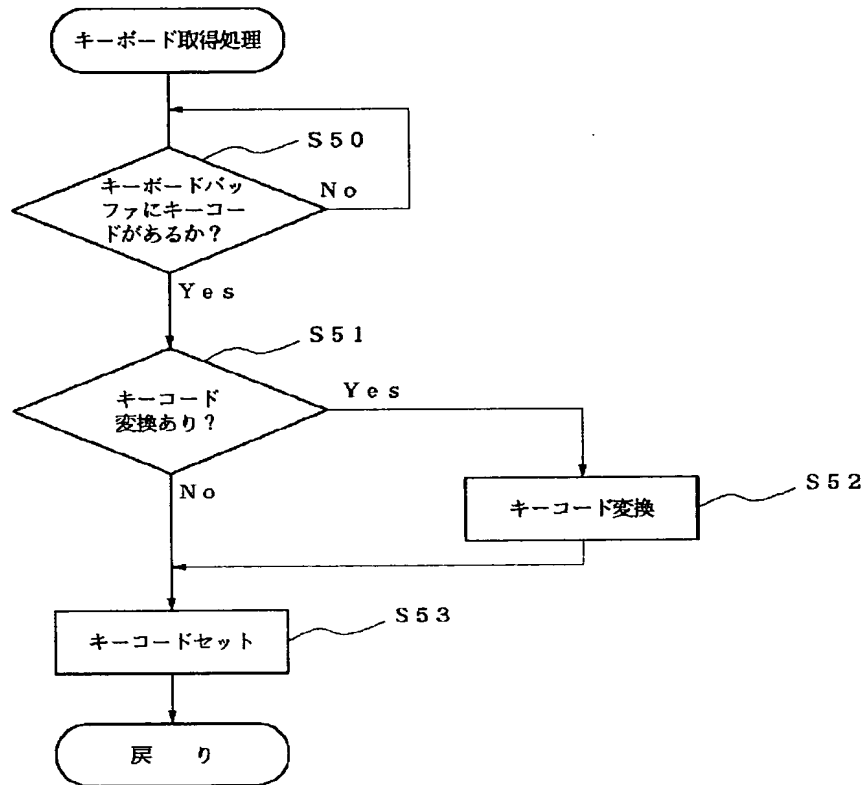 キーボード取得処理
S50
キーボードバッ
ファにキーコー
ドがあるか?
No
Yes
S51
キーコード
変換あり?
Yes
No
キーコード変換
S52
キーコードセット
S53
戻 り